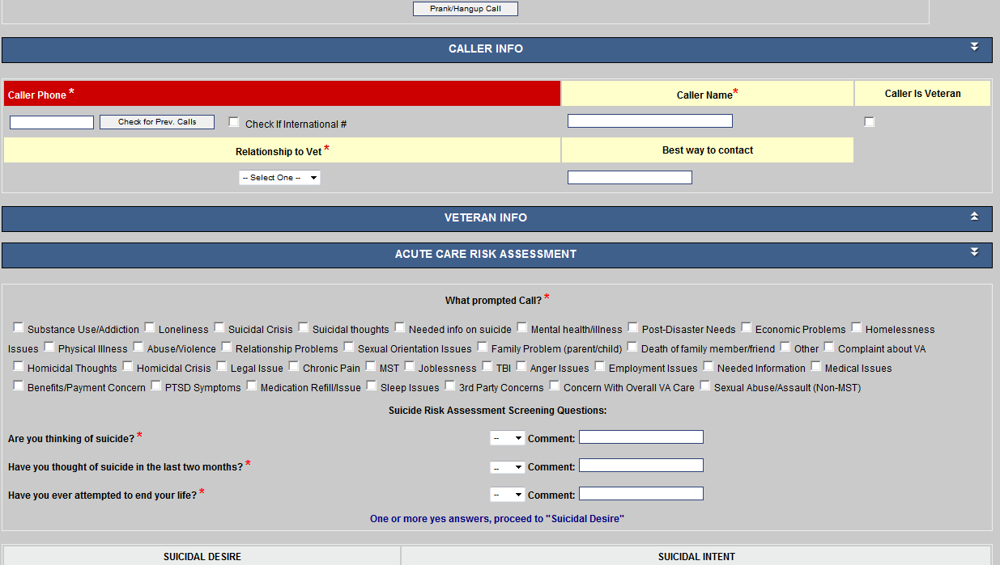 Prank/Hangup Call
CALLER INFO
Caller Phone * Caller Name* Caller Is Veteran
Check for Prev. Calls Check If International #
Relationship to Vet * Best way to contact
-- Select One --
VETERAN INFO
ACUTE CARE RISK ASSESSMENT
What prompted Call? *
Substance Use/Addiction Loneliness Suicidal Crisis Suicidal thoughts Needed info on suicide Mental health/illness Post-Disaster Needs Economic Problems Homelessness
Issues Physical Illness Abuse/Violence Relationship Problems Sexual Orientation Issues Family Problem (parent/child) Death of family member/friend Other Complaint about VA
Homicidal Thoughts Homicidal Crisis Legal Issue Chronic Pain MST Joblessness TBI Anger Issues Employment Issues Needed Information Medical Issues
Benefits/Payment Concern PTSD Symptoms Medication Refill/Issue Sleep Issues 3rd Party Concerns Concern With Overall VA Care Sexual Abuse/Assault (Non-MST)
Suicide Risk Assessment Screening Questions:
Are you thinking of suicide? * -- Comment:
Have you thought of suicide in the last two months? * -- Comment:
Have you ever attempted to end your life? * -- Comment:
One or more yes answers, proceed to "Suicidal Desire"
SUICIDAL DESIRE SUICIDAL INTENT